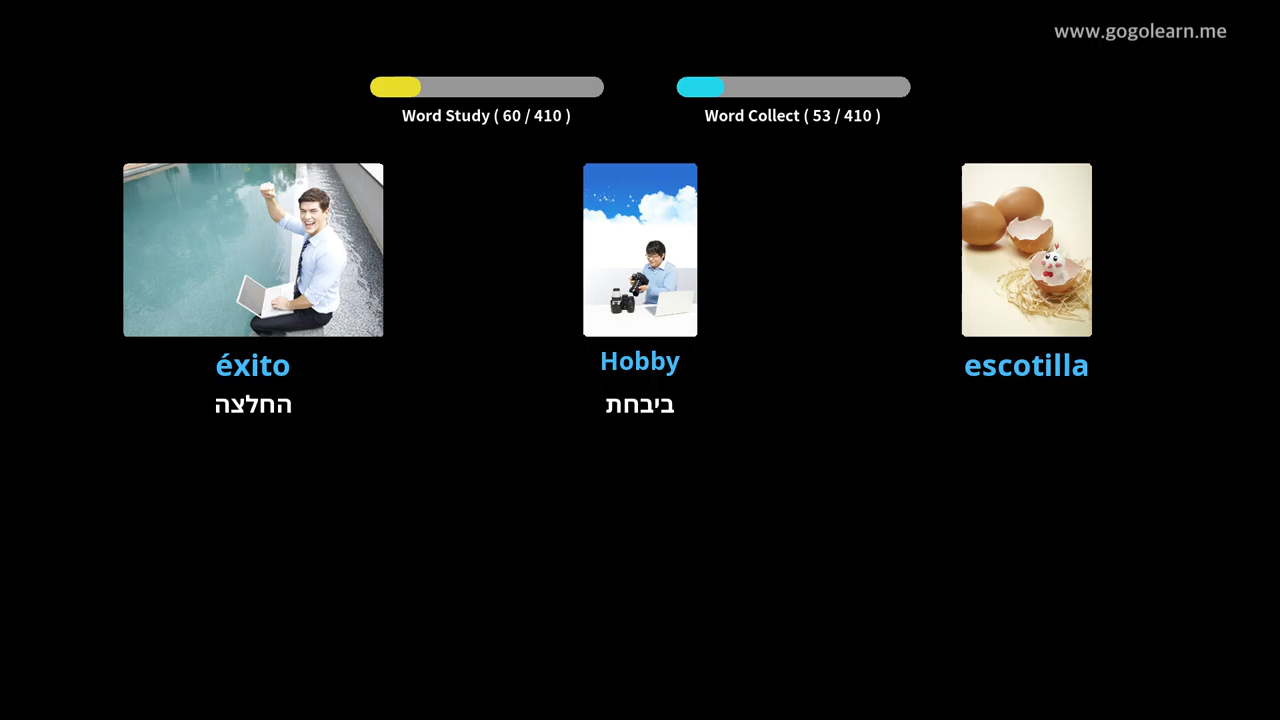 www.gogolearn.me
Word Study ( 60 / 410 )
Word Collect ( 53 / 410 )
éxito
החלצה
Hobby
ביבחת
escotilla